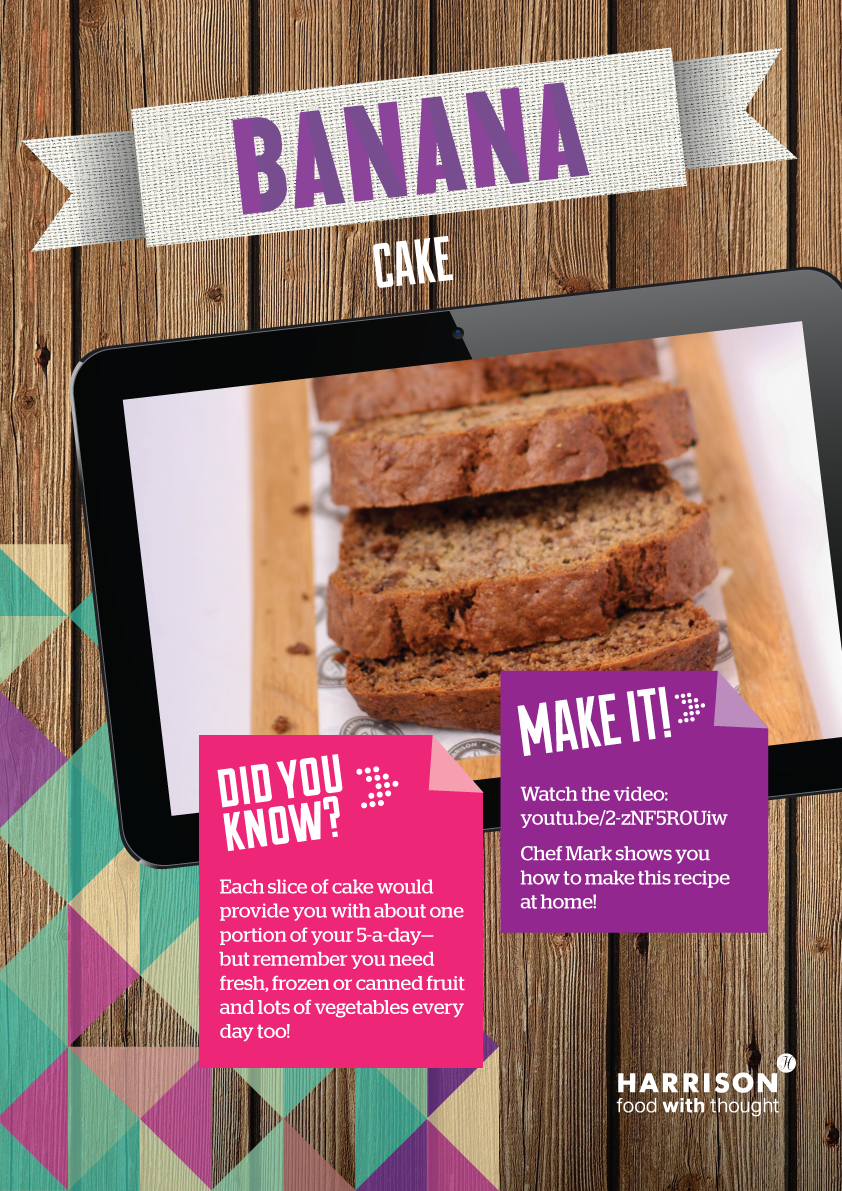 BANANA
CAKE
MAKE IT!
Watch the video:
youtu.be/2-zNF5R0Uiw
Chef Mark shows you
how to make this recipe
at home!
DID YOU
KNOW?
Each slice of cake would
provide you with about one
portion of your 5-a-day—
but remember you need
fresh, frozen or canned fruit
and lots of vegetables every
day too!
H
HARRISON
food with thought